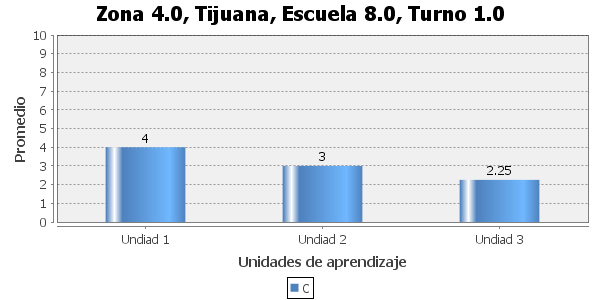 Zona 4.0, Tijuana, Escuela 8.0, Turno 1.0
Promedio
10
9
8
7
6
5
4
3
2
1
0
4
3
2.25
Undiad 1
Undiad 2
Undiad 3
Unidades de aprendizaje
C